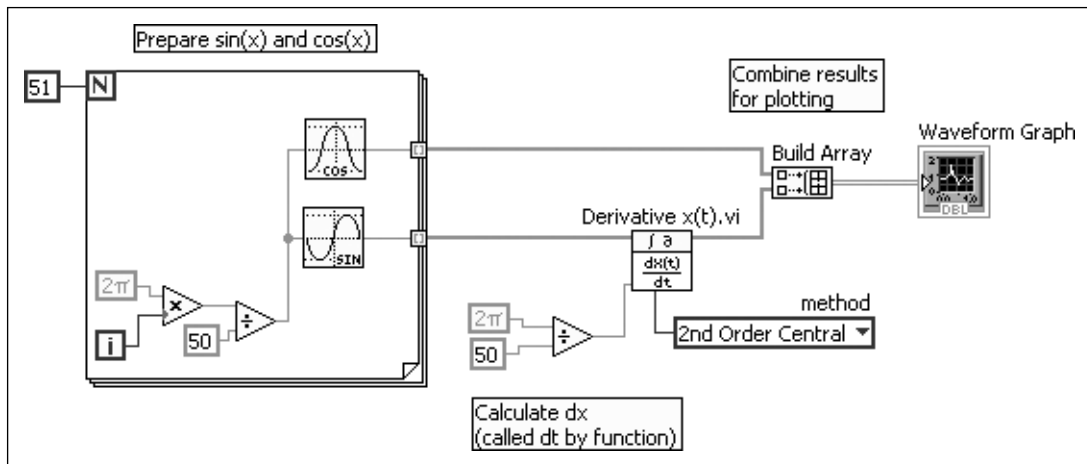 Prepare sin(x) and cos(x)
51
N
COS
SIN
2π
i
50
Combine results
for plotting
Build Array
Waveform Graph
DBL
Derivative x(t).vi
∫ ∂
dx(t)
dt
2π
50
method
2nd Order Central
Calculate dx
(called dt by function)